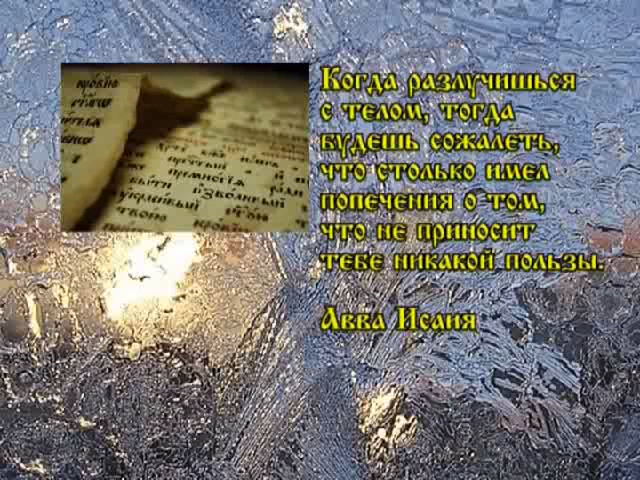 Когда разлучишься
с телом, тогда
будешь сожалеть,
что столько имел
попечения о том,
что не приносит
тебе никакой пользы.
Авва Исаия